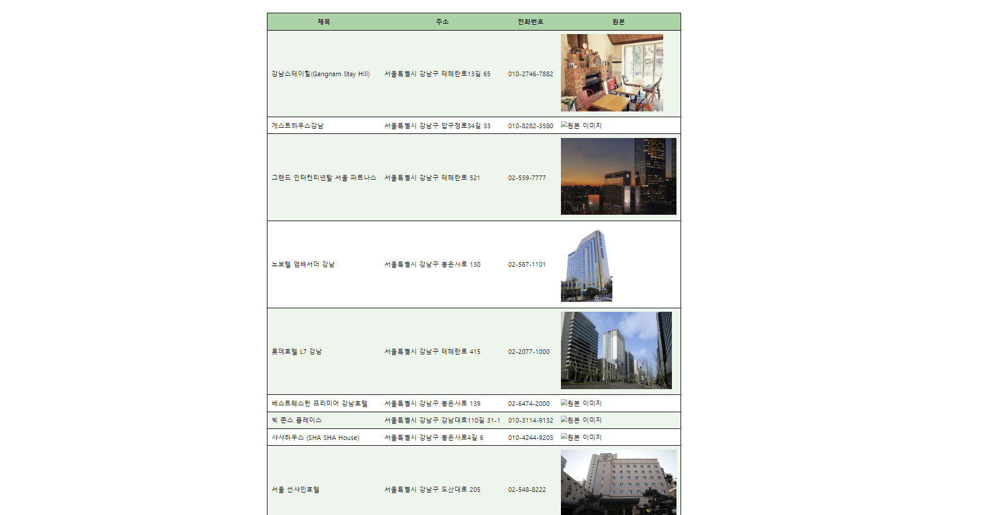 제목 주소 전화번호 원본
강남스테이힐(Gangnam Stay Hill) 서울특별시 강남구 테헤란로13길 65 010-2746-7882
게스트하우스강남 서울특별시 강남구 압구정로34길 33 010-8282-3580 원본 이미지
그랜드 인터컨티넨탈 서울 파르나스 서울특별시 강남구 테헤란로 521 02-559-7777
노보텔 앰배서더 강남 서울특별시 강남구 봉은사로 130 02-567-1101
롯데호텔 L7 강남 서울특별시 강남구 테헤란로 415 02-2077-1000
베스트웨스턴 프리미어 강남호텔 서울특별시 강남구 봉은사로 139 02-6474-2000 원본 이미지
빅 존스 플레이스 서울특별시 강남구 강남대로110길 31-1 010-3114-9132 원본 이미지
샤샤하우스 (SHA SHA House) 서울특별시 강남구 봉은사로4길 6 010-4244-9203 원본 이미지
서울 선샤인호텔 서울특별시 강남구 도산대로 205 02-548-8222